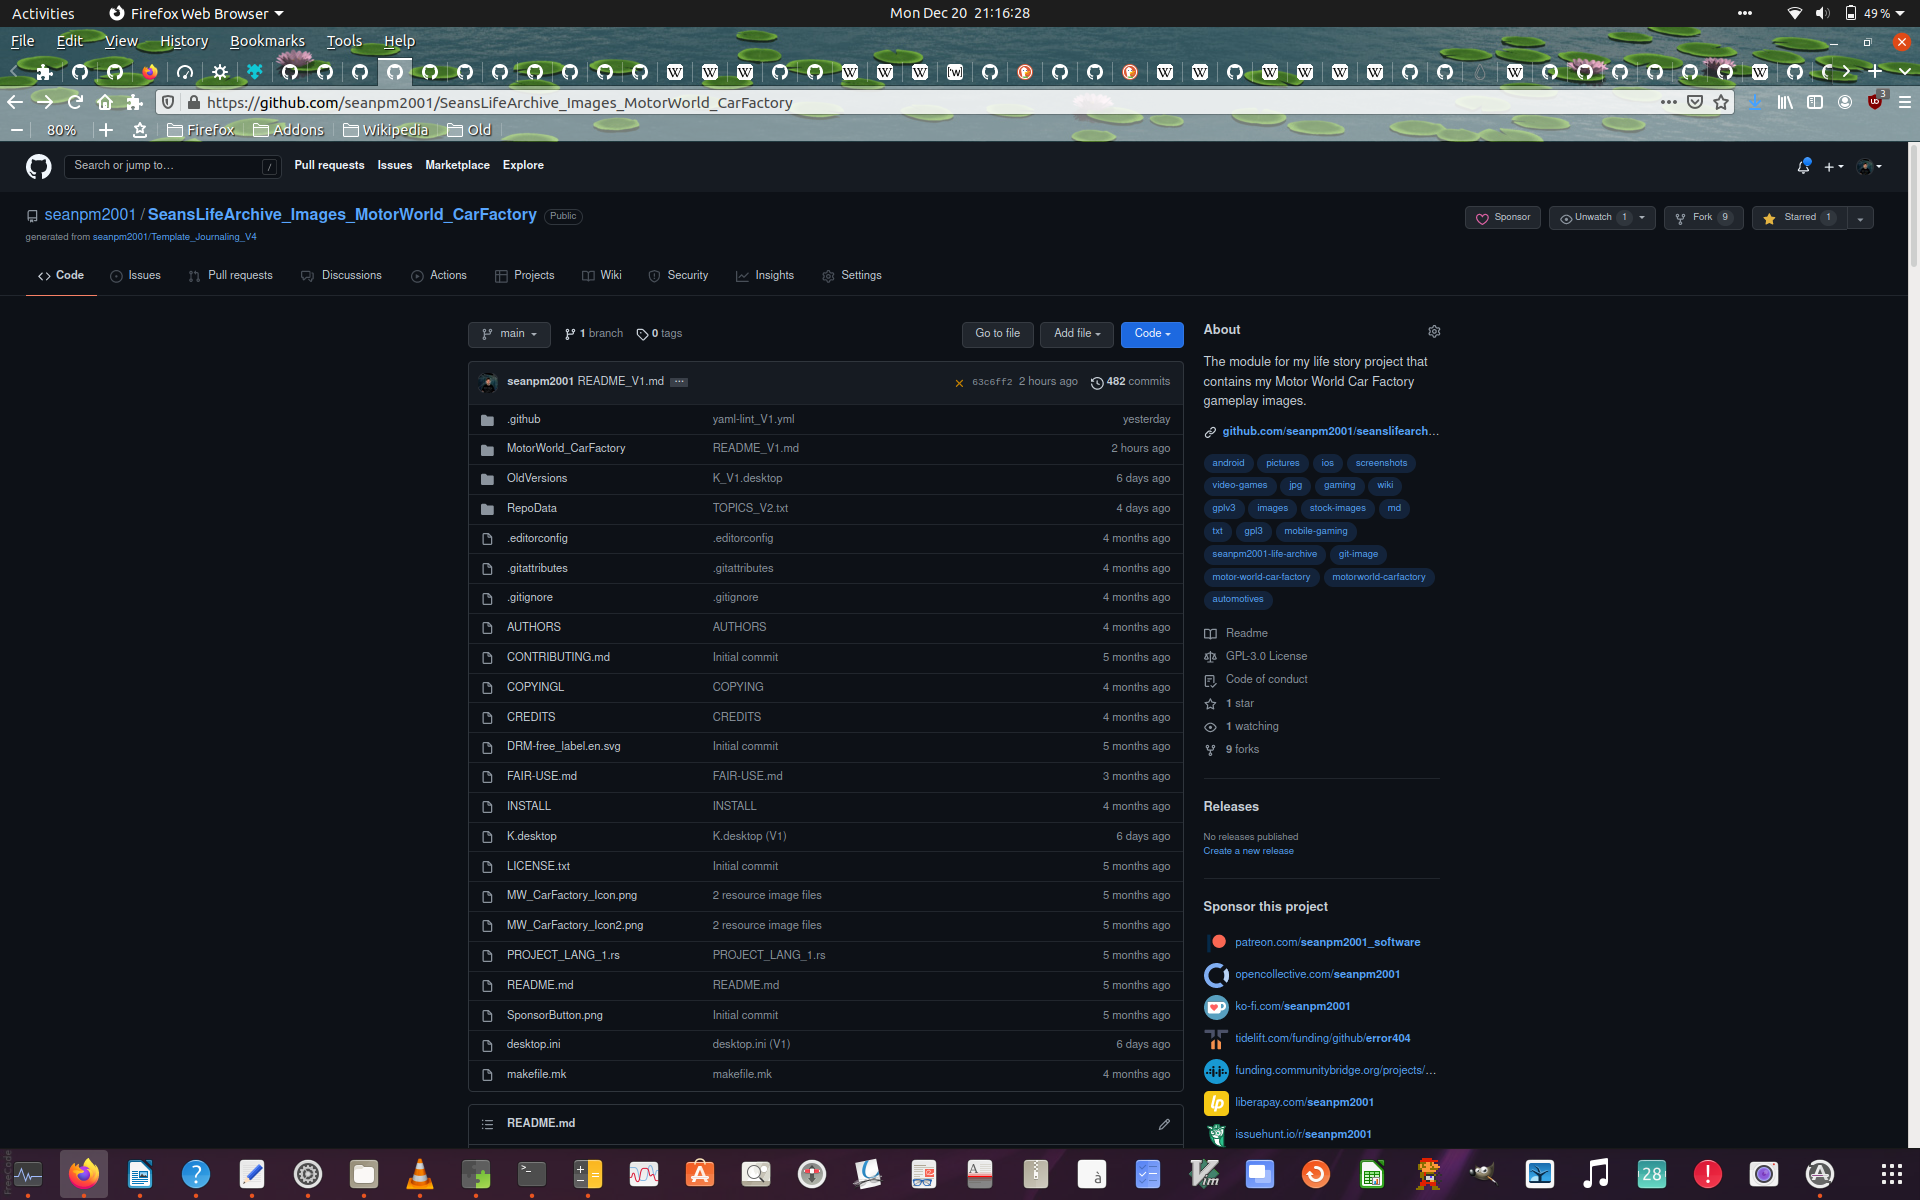 Activities Firefox Web Browser Mon Dec 20 21:16:28 49 %
File Edit View History Bookmarks Tools Help
https://github.com/seanpm2001/SeansLifeArchive_Images_MotorWorld_CarFactory 3
80% Firefox Addons Wikipedia Old
Search or jump to… / Pull requests Issues Marketplace Explore
seanpm2001 / SeansLifeArchive_Images_MotorWorld_CarFactory Public Sponsor Unwatch 1 Fork 9 Starred 1
generated from seanpm2001/Template_Journaling_V4
Code Issues Pull requests Discussions Actions Projects Wiki Security Insights Settings
main 1 branch 0 tags Go to file Add file Code
seanpm2001 README_V1.md ... 63c6ff2 2 hours ago 482 commits
.github yaml-lint_V1.yml yesterday
MotorWorld_CarFactory README_V1.md 2 hours ago
OldVersions K_V1.desktop 6 days ago
RepoData TOPICS_V2.txt 4 days ago
.editorconfig .editorconfig 4 months ago
.gitattributes .gitattributes 4 months ago
.gitignore .gitignore 4 months ago
AUTHORS AUTHORS 4 months ago
CONTRIBUTING.md Initial commit 5 months ago
COPYINGL COPYING 4 months ago
CREDITS CREDITS 4 months ago
DRM-free_label.en.svg Initial commit 5 months ago
FAIR-USE.md FAIR-USE.md 3 months ago
INSTALL INSTALL 4 months ago
K.desktop K.desktop (V1) 6 days ago
LICENSE.txt Initial commit 5 months ago
MW_CarFactory_Icon.png 2 resource image files 5 months ago
MW_CarFactory_Icon2.png 2 resource image files 5 months ago
PROJECT_LANG_1.rs PROJECT_LANG_1.rs 5 months ago
README.md README.md 5 months ago
SponsorButton.png Initial commit 5 months ago
desktop.ini desktop.ini (V1) 6 days ago
makefile.mk makefile.mk 4 months ago
README.md
About
The module for my life story project that
contains my Motor World Car Factory
gameplay images.
github.com/seanpm2001/seanslifearch…
android pictures ios screenshots
video-games jpg gaming wiki
gplv3 images stock-images md
txt gpl3 mobile-gaming
seanpm2001-life-archive git-image
motor-world-car-factory motorworld-carfactory
automotives
Readme
GPL-3.0 License
Code of conduct
1 star
1 watching
9 forks
Releases
No releases published
Create a new release
Sponsor this project
patreon.com/seanpm2001_software
opencollective.com/seanpm2001
ko-fi.com/seanpm2001
tidelift.com/funding/github/error404
funding.communitybridge.org/projects/…
liberapay.com/seanpm2001
issuehunt.io/r/seanpm2001
28